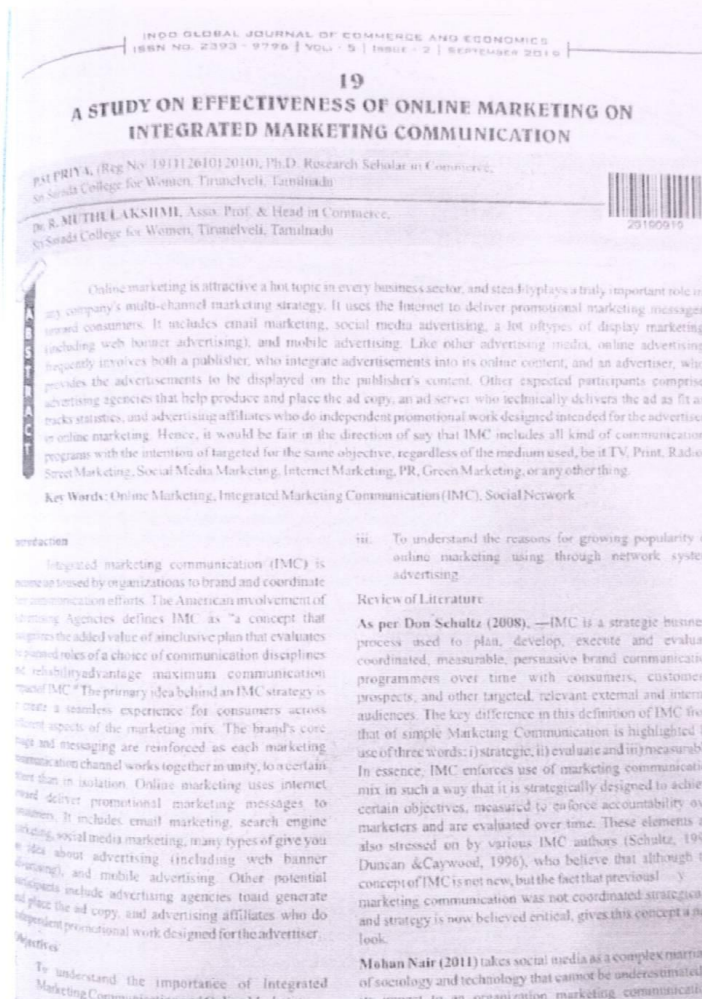 INDO GLOBAL JOURNAL OF COMMERCE AND ECONOMICS
ISSN NO. 2393 - 9796 | VOL: - 5 | ISSUE - 2 | SEPTEMBER 2019
19
A STUDY ON EFFECTIVENESS OF ONLINE MARKETING ON
INTEGRATED MARKETING COMMUNICATION
PRIYA, (Reg No: 19111261012010), Ph.D. Research Scholar in Commerce,
Sri Sarada College for Women, Tirunelveli, Tamilnadu
Dr. R. MUTHU LAKSHMI, Asso. Prof. & Head in Commerce,
Sri Sarada College for Women, Tirunelveli, Tamilnadu
20190919
ABSTRACT
Online marketing is attractive a hot topic in every business sector, and steadilyplays a truly important role in
any company's multi-channel marketing strategy. It uses the Internet to deliver promotional marketing messages
toward consumers. It includes email marketing, social media advertising, a lot oftypes of display marketing
(including web banner advertising), and mobile advertising. Like other advertising media, online advertising
frequently involves both a publisher, who integrate advertisements into its online content, and an advertiser, who
provides the advertisements to be displayed on the publisher's content. Other expected participants comprise
advertising agencies that help produce and place the ad copy, an ad server who technically delivers the ad as fit as
tracks statistics, and advertising affiliates who do independent promotional work designed intended for the advertiser
in online marketing. Hence, it would be fair in the direction of say that IMC includes all kind of communication
programs with the intention of targeted for the same objective, regardless of the medium used, be it TV, Print, Radio
Street Marketing, Social Media Marketing, Internet Marketing, PR, Green Marketing, or any other thing.
Key Words: Online Marketing, Integrated Marketing Communication (IMC), Social Network
Integrated marketing communication (IMC) is
used by organizations to brand and coordinate
communication efforts. The American involvement of
Agencies defines IMC as "a concept that
the added value of ainclusive plan that evaluates
roles of a choice of communication disciplines
maximum communication
IMC" The primary idea behind an IMC strategy is
create a seamless experience for consumers across
aspects of the marketing mix. The brand's core
and messaging are reinforced as each marketing
communication channel works together in unity, to a certain
than in isolation. Online marketing uses internet
deliver promotional marketing messages to
It includes email marketing, search engine
marketing, social media marketing, many types of give you
idea about advertising (including web banner
advertising), and mobile advertising. Other potential
participants include advertising agencies toaid generate
place the ad copy, and advertising affiliates who do
independent promotional work designed for the advertiser.
Objectives
To understand the importance of Integrated
Marketing
iii. To understand the reasons for growing popularity
online marketing using through network
advertising
Review of Literature
As per Don Schultz (2008), —IMC is a strategic
process used to plan, develop, execute and
coordinated, measurable, persuasive brand
programmers over time with consumers,
prospects, and other targeted, relevant external and
audiences. The key difference in this definition of IMC
that of simple Marketing Communication is highlighted
use of three words: i) strategic, ii) evaluate and iii)
In essence, IMC enforces use of marketing
mix in such a way that it is strategically designed to
certain objectives, measured to enforce accountability
marketers and are evaluated over time. These elements
also stressed on by various IMC authors (Schultz,
Duncan &Caywood, 1996), who believe that although
concept of IMC is not new, but the fact that previous y
marketing communication was not coordinated
and strategy is now believed critical, gives this concept a
look.
Mohan Nair (2011) takes social media as a complex
of sociology and technology that cannot be underestimated
marketing